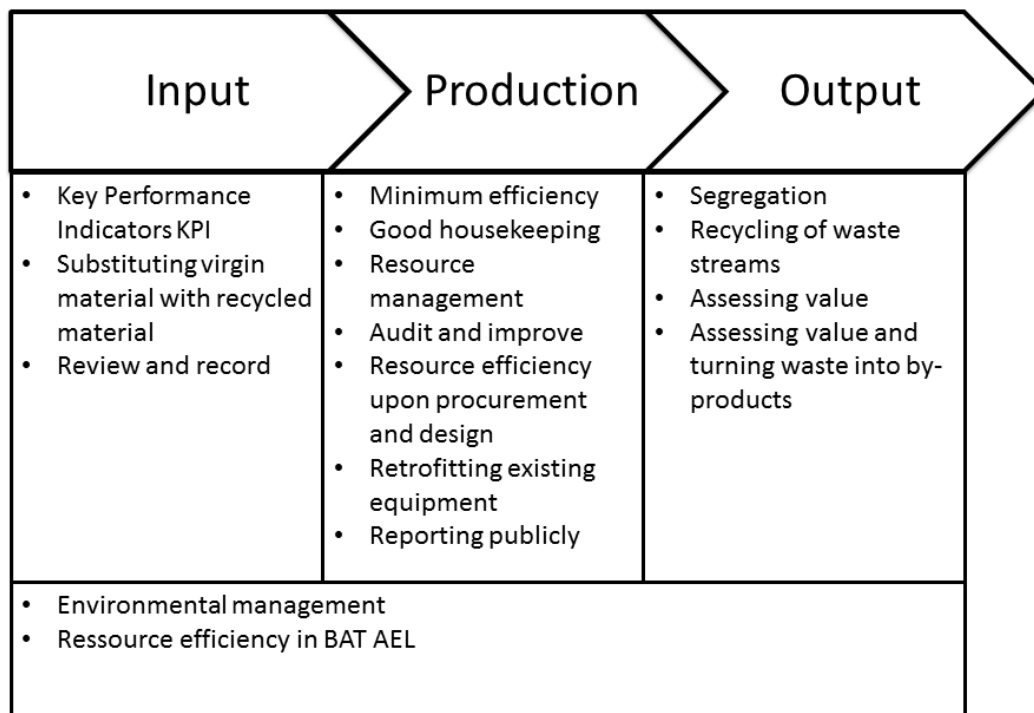 Input
Production
Output
• Key Performance
Indicators KPI
• Substituting virgin
material with recycled
material
• Review and record
• Minimum efficiency
• Good housekeeping
• Resource
management
• Audit and improve
• Resource efficiency
upon procurement
and design
• Retrofitting existing
equipment
• Reporting publicly
• Segregation
• Recycling of waste
streams
• Assessing value
• Assessing value and
turning waste into by-
products
• Environmental management
• Ressource efficiency in BAT AEL